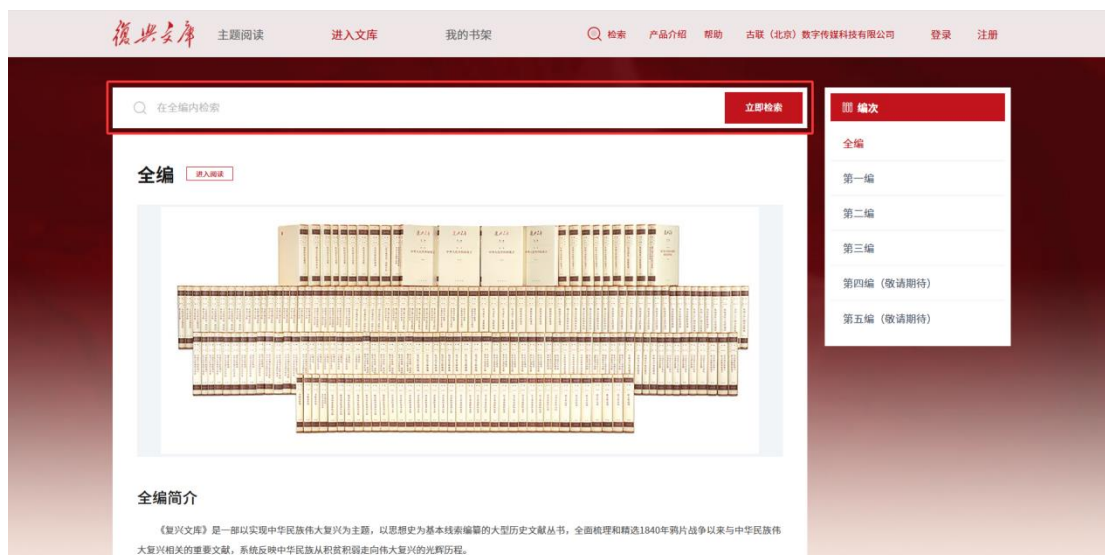 復兴文库 主题阅读 进入文库 我的书架 检索 产品介绍 帮助 古联（北京）数字传媒科技有限公司 登录 注册
在全编内检索 立即检索
编次
全编
第一编
第二编
第三编
第四编（敬请期待）
第五编（敬请期待）
全编 进入阅读
全编简介
《复兴文库》是一部以实现中华民族伟大复兴为主题，以思想史为基本线索编纂的大型历史文献丛书，全面梳理和精选1840年鸦片战争以来与中华民族伟
大复兴相关的重要文献，系统反映中华民族从积贫积弱走向伟大复兴的光辉历程。